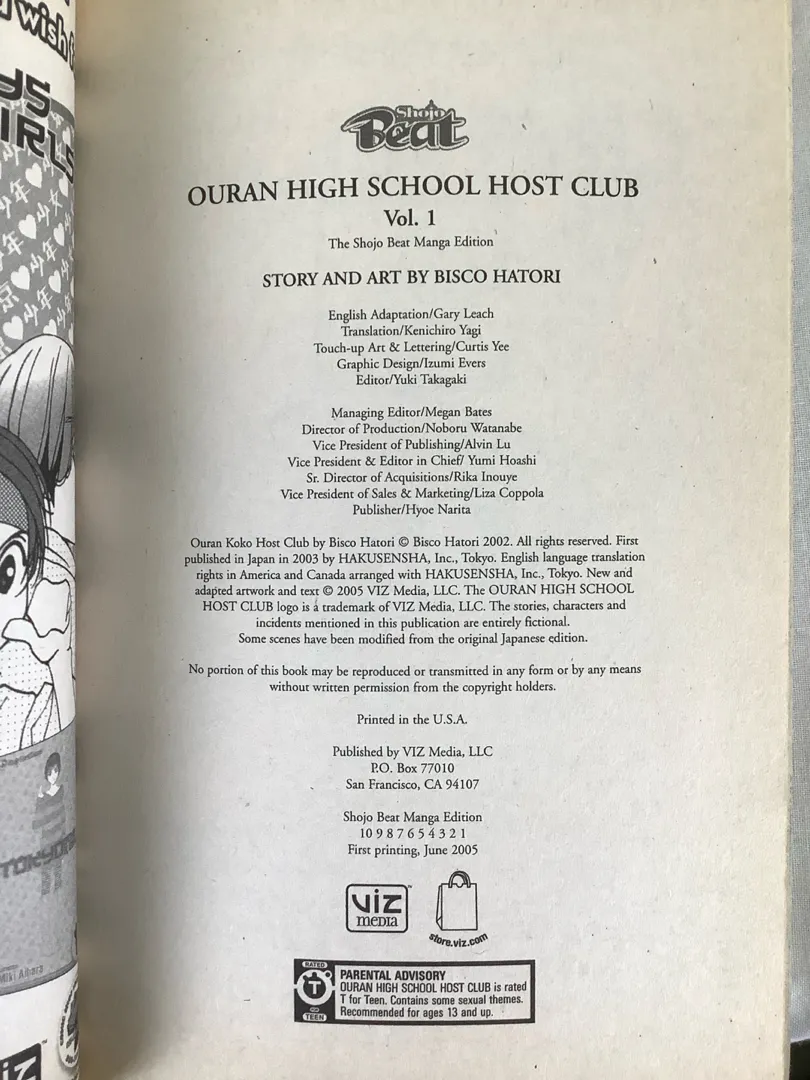 wish
YS
IRLS
Shojo
Beat
OURAN HIGH SCHOOL HOST CLUB
Vol. 1
The Shojo Beat Manga Edition
STORY AND ART BY BISCO HATORI
English Adaptation/Gary Leach
Translation/Kenichiro Yagi
Touch-up Art & Lettering/Curtis Yee
Graphic Design/Izumi Evers
Editor/Yuki Takagaki
Managing Editor/Megan Bates
Director of Production/Noboru Watanabe
Vice President of Publishing/Alvin Lu
Vice President & Editor in Chief/ Yumi Hoashi
Sr. Director of Acquisitions/Rika Inouye
Vice President of Sales & Marketing/Liza Coppola
Publisher/Hyoe Narita
Ouran Koko Host Club by Bisco Hatori © Bisco Hatori 2002. All rights reserved. First
published in Japan in 2003 by HAKUSENSHA, Inc., Tokyo. English language translation
rights in America and Canada arranged with HAKUSENSHA, Inc., Tokyo. New and
adapted artwork and text © 2005 VIZ Media, LLC. The OURAN HIGH SCHOOL
HOST CLUB logo is a trademark of VIZ Media, LLC. The stories, characters and
incidents mentioned in this publication are entirely fictional.
Some scenes have been modified from the original Japanese edition.
No portion of this book may be reproduced or transmitted in any form or by any means
without written permission from the copyright holders.
Printed in the U.S.A.
Published by VIZ Media, LLC
P.O. Box 77010
San Francisco, CA 94107
Shojo Beat Manga Edition
10 9 8 7 6 5 4 3 2 1
First printing, June 2005
VIZ
media
™
store.viz.com
RATED
T
TEEN
PARENTAL ADVISORY
OURAN HIGH SCHOOL HOST CLUB is rated
T for Teen. Contains some sexual themes.
Recommended for ages 13 and up.
Miki Aihara